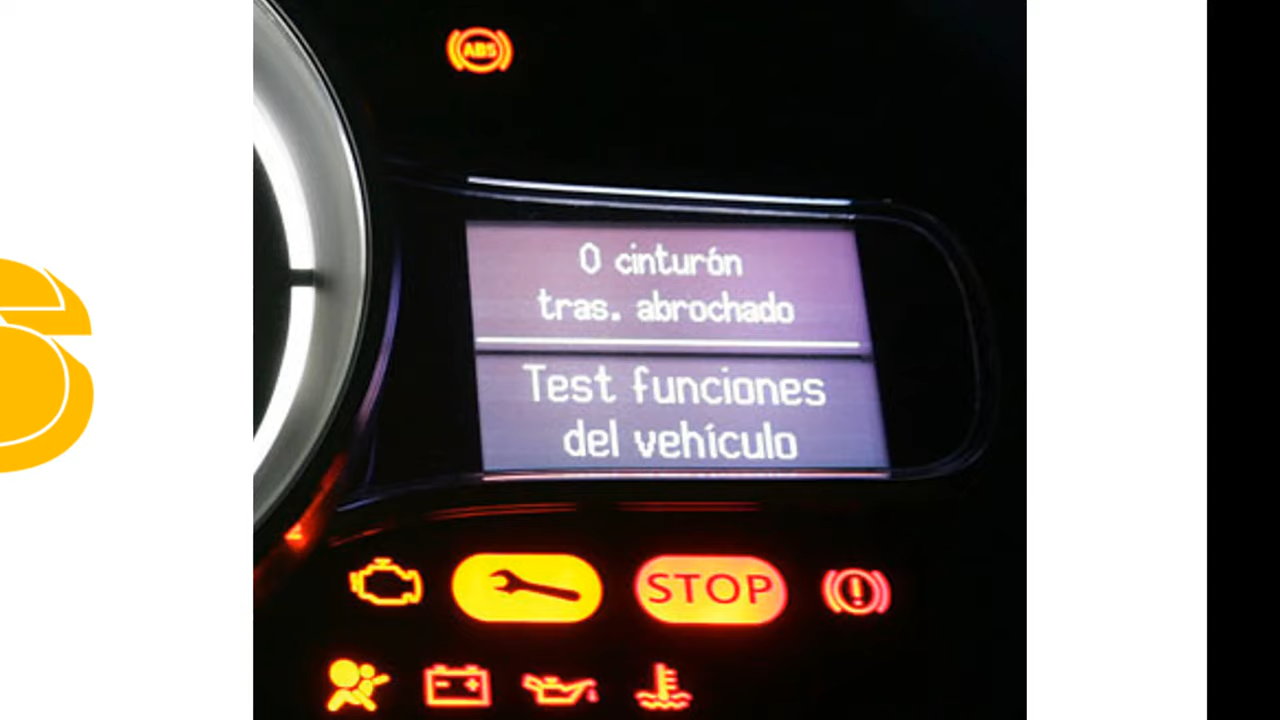 ABS
0 cinturón
tras. abrochado
Test funciones
del vehículo
STOP